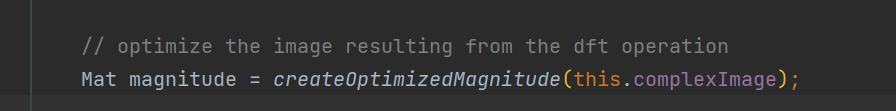 // optimize the image resulting from the dft operation
Mat magnitude = createOptimizedMagnitude(this.complexImage);